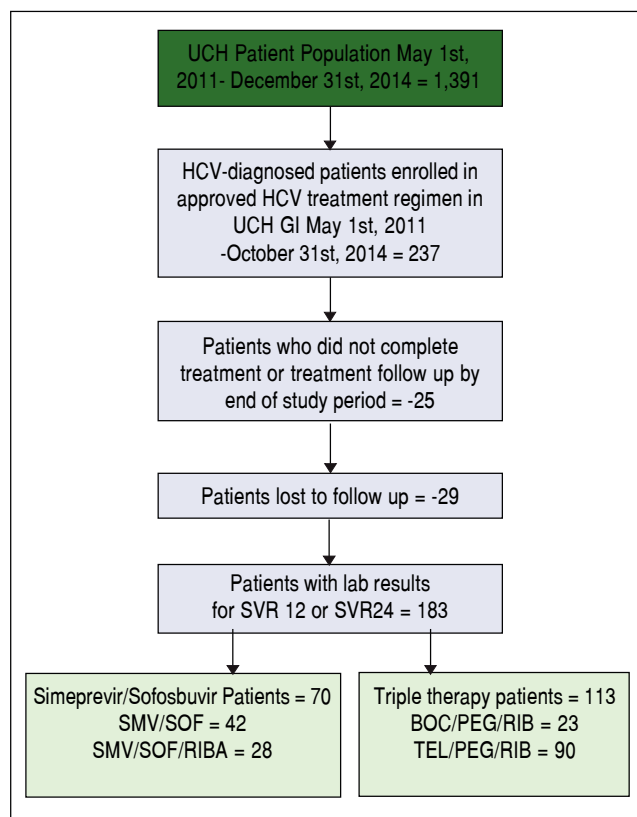 UCH Patient Population May 1st,
2011- December 31st, 2014 = 1,391
HCV-diagnosed patients enrolled in
approved HCV treatment regimen in
UCH GI May 1st, 2011
-October 31st, 2014 = 237
Patients who did not complete
treatment or treatment follow up by
end of study period = -25
Patients lost to follow up = -29
Patients with lab results
for SVR 12 or SVR24 = 183
Simeprevir/Sofosbuvir Patients = 70
SMV/SOF = 42
SMV/SOF/RIBA = 28
Triple therapy patients = 113
BOC/PEG/RIB = 23
TEL/PEG/RIB = 90